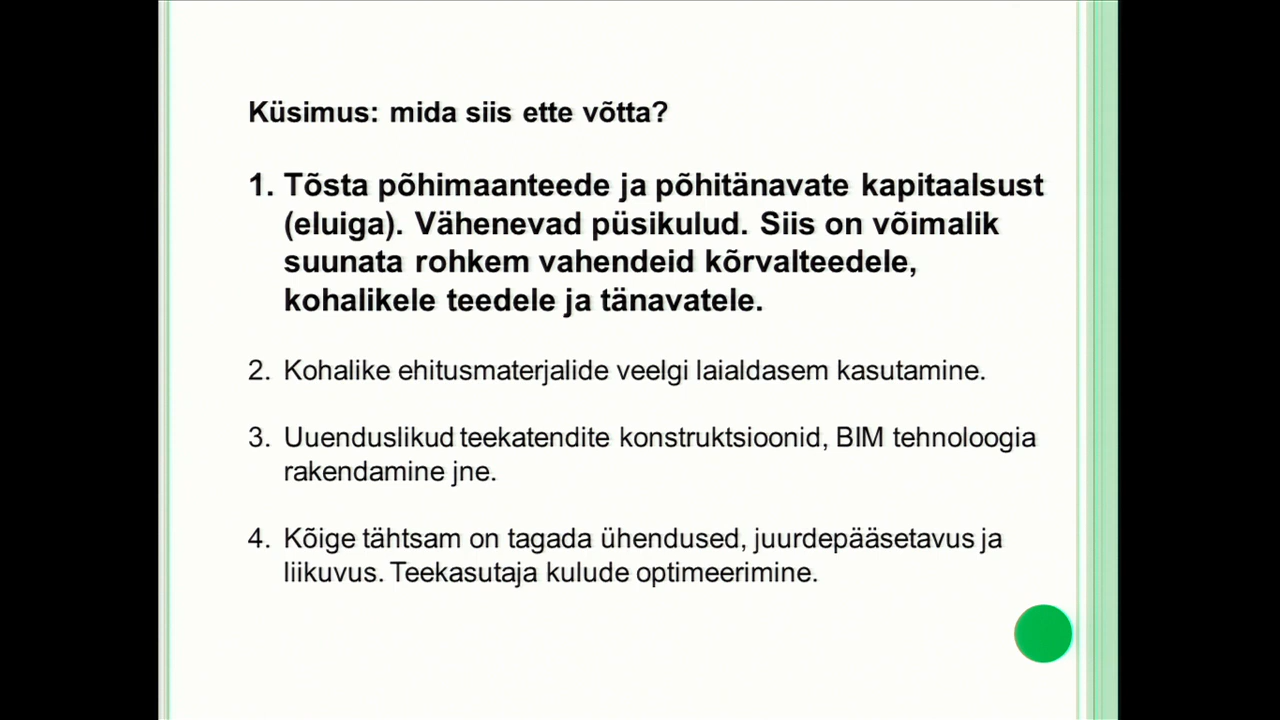 Küsimus: mida siis ette võtta?
1. Tõsta põhimaanteede ja põhitänavate kapitaalsust
(eluiga). Vähenevad püsikulud. Siis on võimalik
suunata rohkem vahendeid kõrvalteedele,
kohalikele teedele ja tänavatele.
2. Kohalike ehitusmaterjalide veelgi laialdasem kasutamine.
3. Uuenduslikud teekatendite konstruktsioonid, BIM tehnoloogia
rakendamine jne.
4. Kõige tähtsam on tagada ühendused, juurdepääsetavus ja
liikuvus. Teekasutaja kulude optimeerimine.